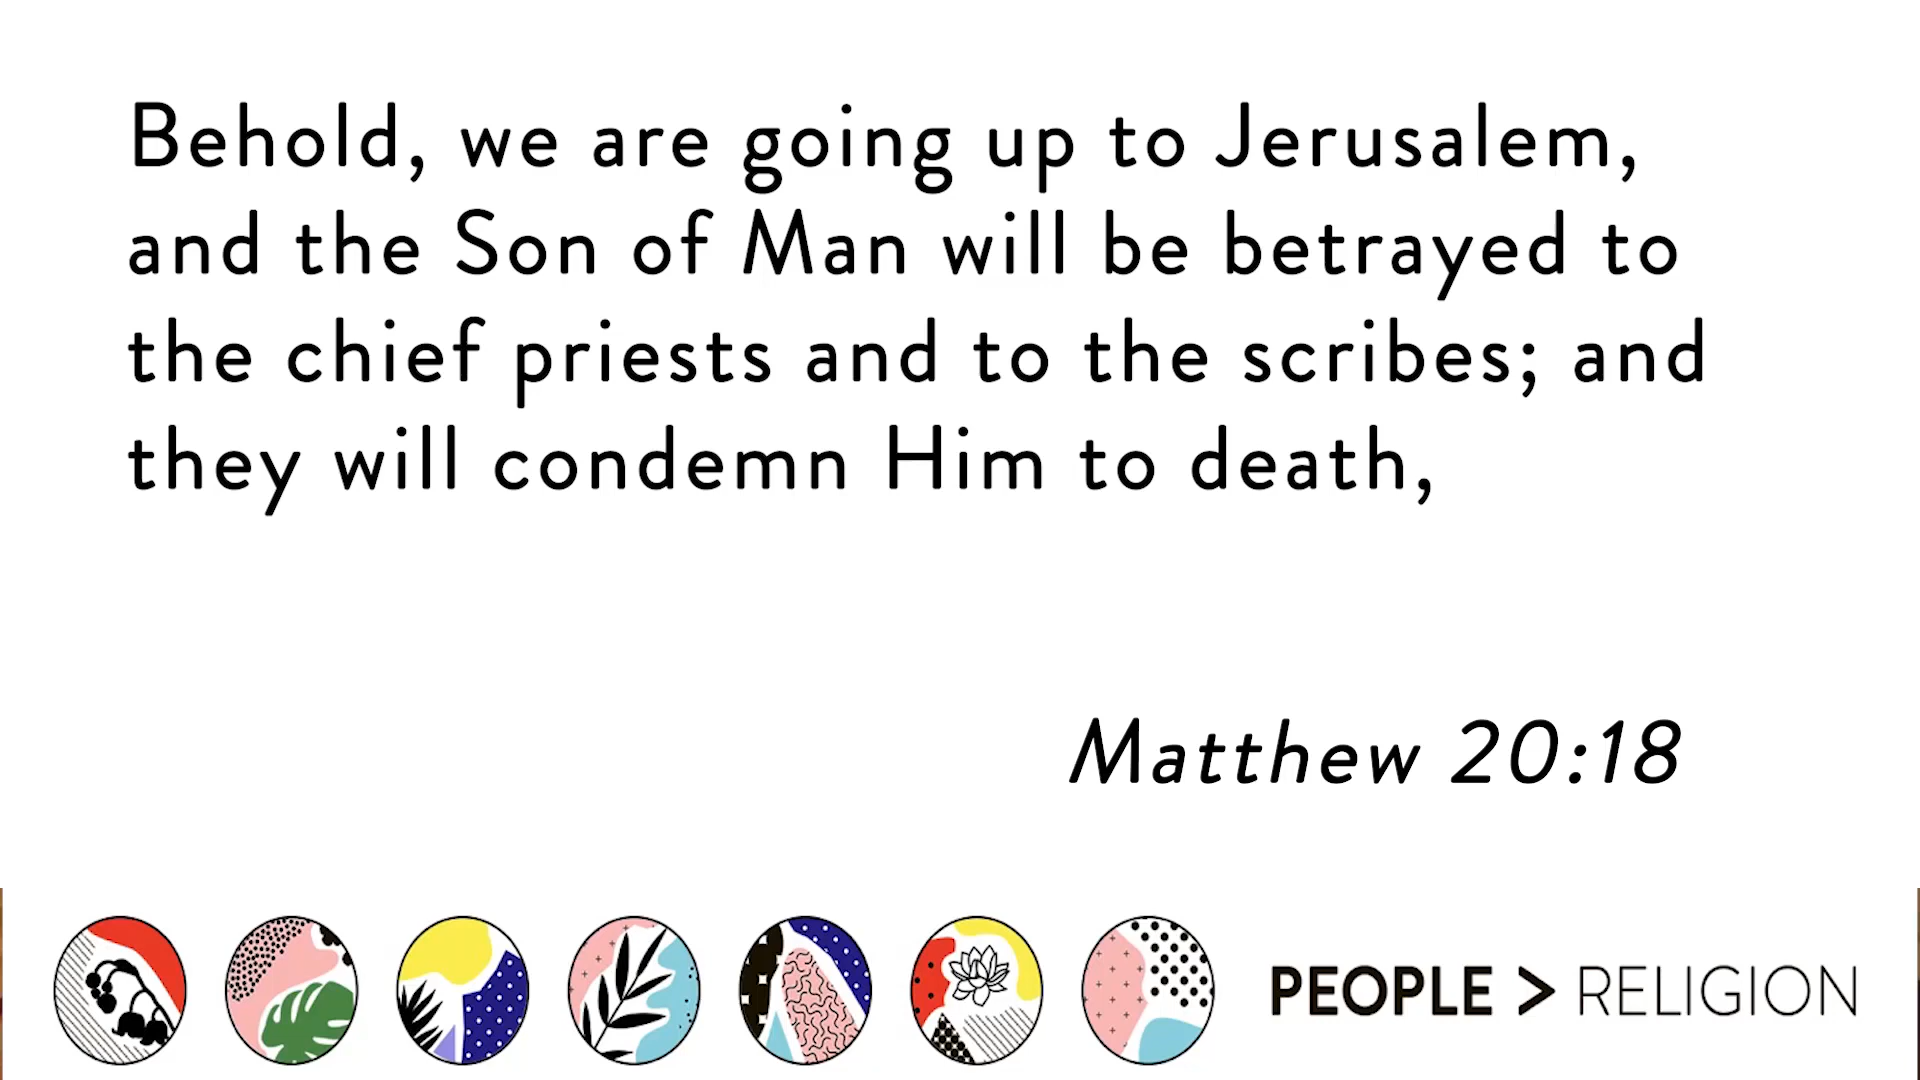 Behold, we are going up to Jerusalem,
and the Son of Man will be betrayed to
the chief priests and to the scribes; and
they will condemn Him to death,
Matthew 20:18
PEOPLE > RELIGION